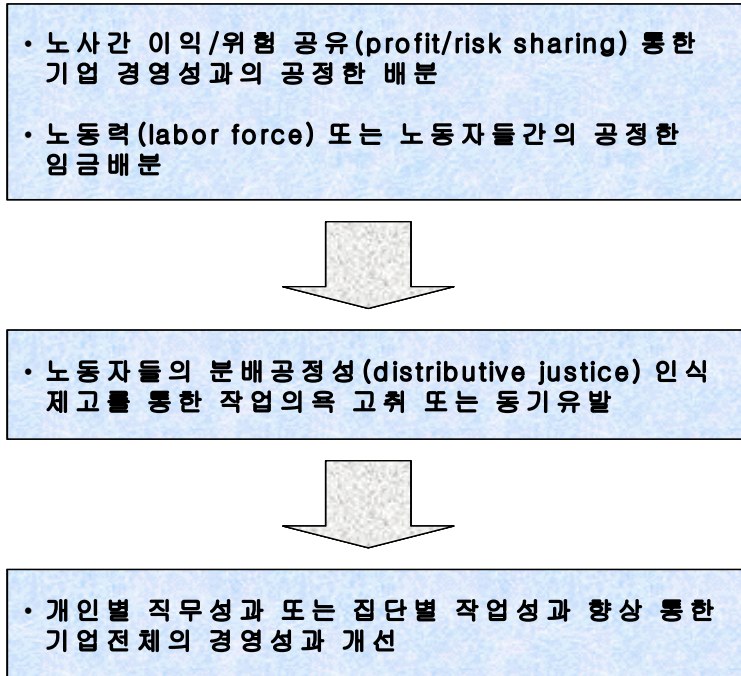 • 노사간 이익/위험 공유(profit/risk sharing) 통한
기업 경영성과의 공정한 배분
• 노동력(labor force) 또는 노동자들간의 공정한
임금배분
• 노동자들의 분배공정성(distributive justice) 인식
제고를 통한 작업의욕 고취 또는 동기유발
• 개인별 직무성과 또는 집단별 작업성과 향상 통한
기업전체의 경영성과 개선